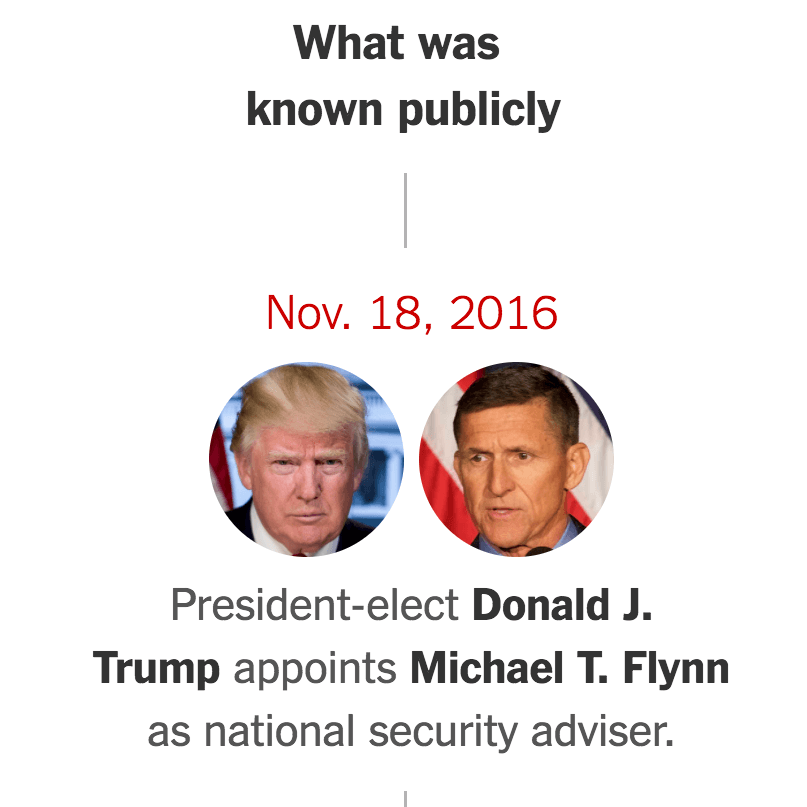 What was
known publicly
Nov. 18, 2016
President-elect Donald J.
Trump appoints Michael T. Flynn
as national security adviser.